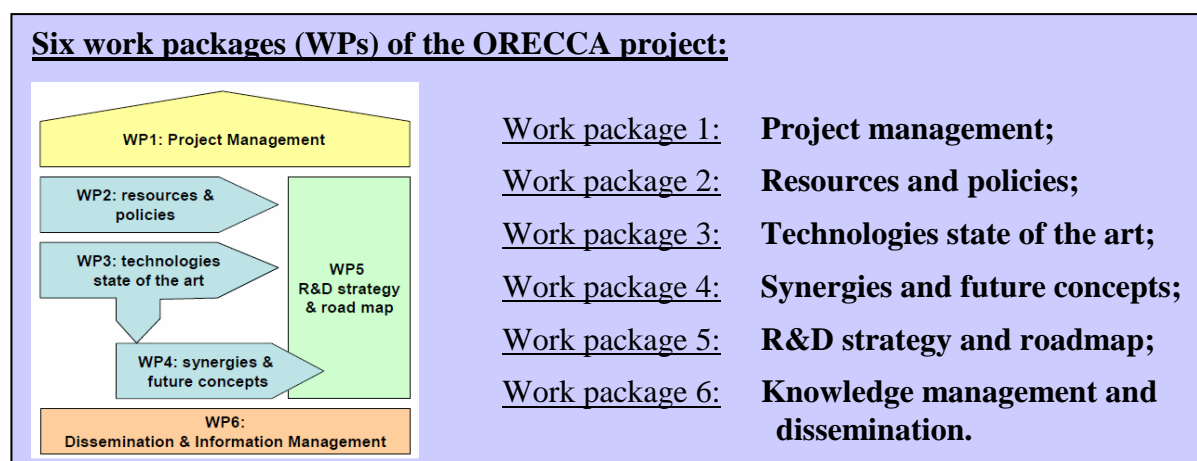 Six work packages (WPs) of the ORECCA project:
WP1: Project Management
WP2: resources &
policies
WP3: technologies
state of the art
WP5
R&D strategy
& road map
WP4: synergies &
future concepts
WP6:
Dissemination & Information Management
Work package 1: Project management;
Work package 2: Resources and policies;
Work package 3: Technologies state of the art;
Work package 4: Synergies and future concepts;
Work package 5: R&D strategy and roadmap;
Work package 6: Knowledge management and
dissemination.